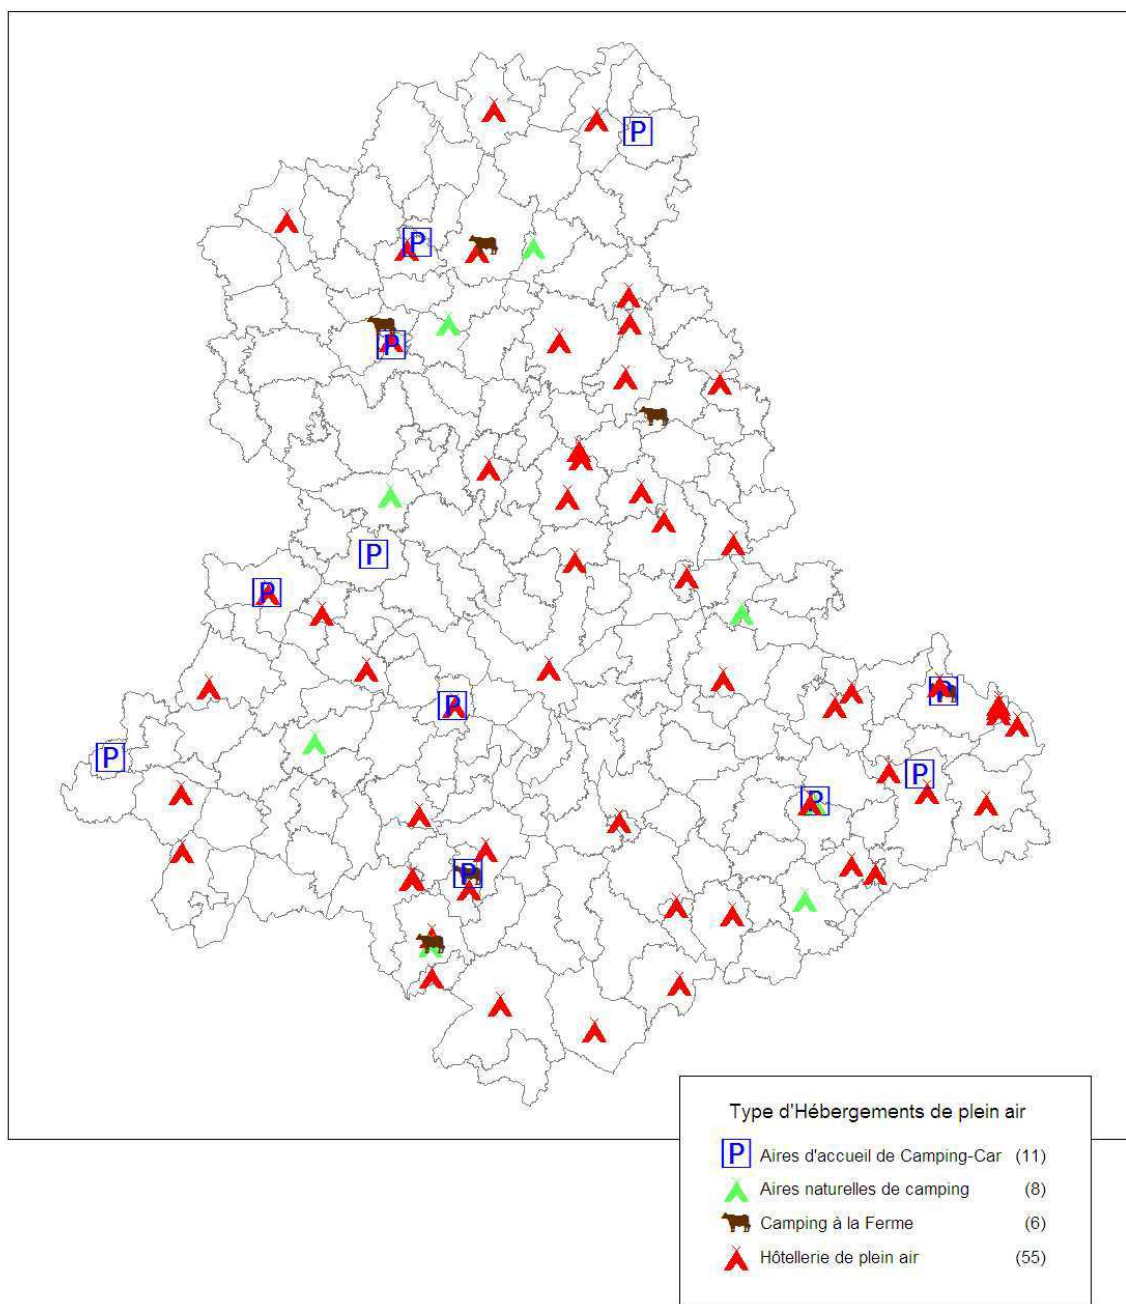 P
P
P
P
P
P
P
P
P
P
P
Type d'Hébergements de plein air
P Aires d'accueil de Camping-Car (11)
Aires naturelles de camping (8)
Camping à la Ferme (6)
Hôtellerie de plein air (55)